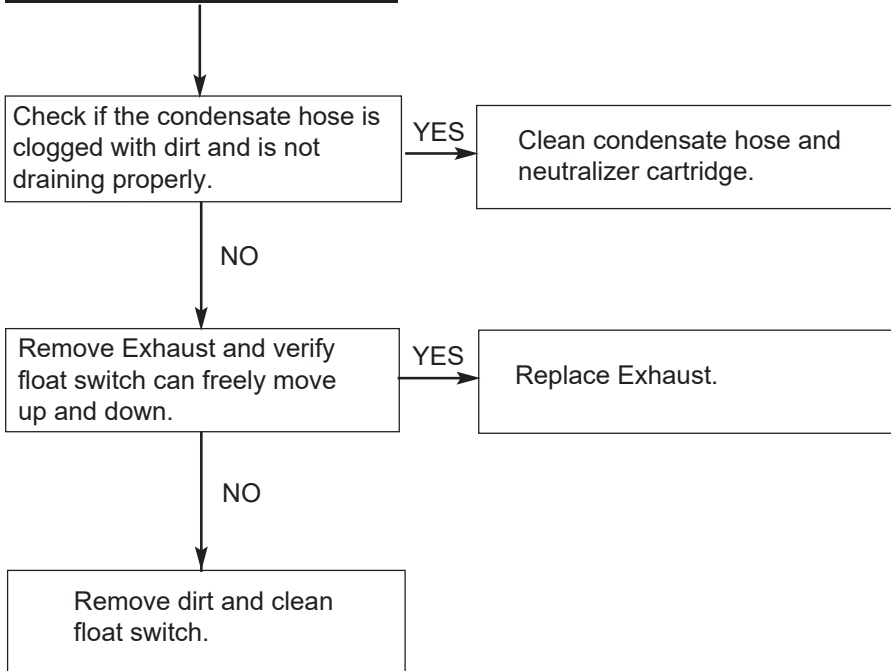 Check if the condensate hose is
clogged with dirt and is not
draining properly.
YES
Clean condensate hose and
neutralizer cartridge.
NO
Remove Exhaust and verify
float switch can freely move
up and down.
YES
Replace Exhaust.
NO
Remove dirt and clean
float switch.